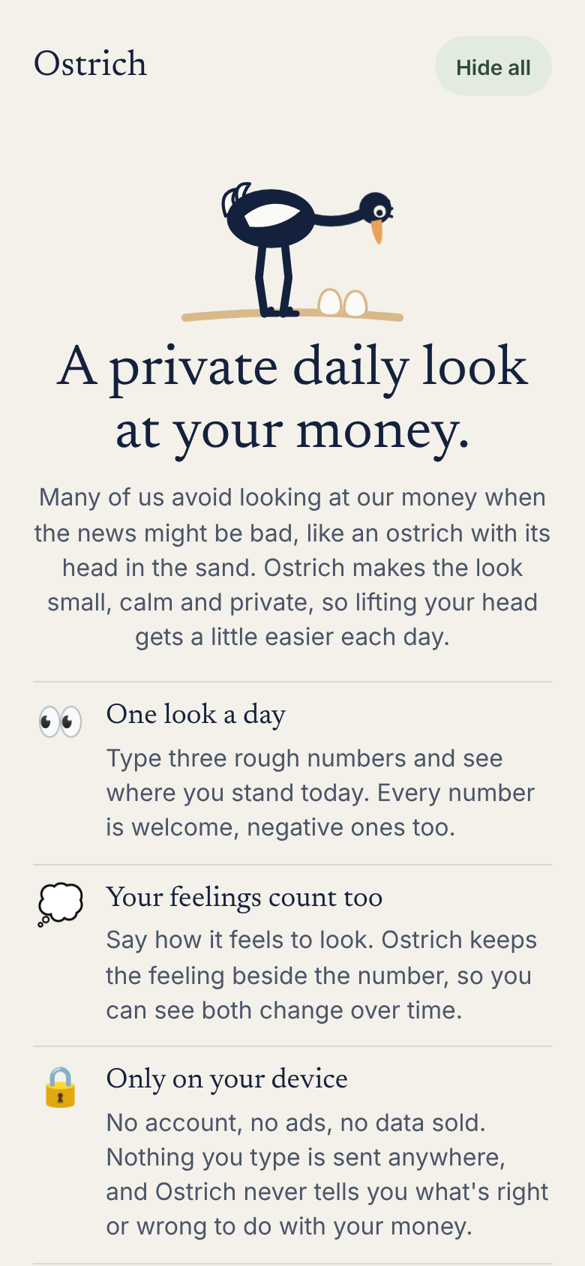 Ostrich
Hide all
A private daily look
at your money.
Many of us avoid looking at our money when
the news might be bad, like an ostrich with its
head in the sand. Ostrich makes the look
small, calm and private, so lifting your head
gets a little easier each day.
One look a day
Type three rough numbers and see
where you stand today. Every number
is welcome, negative ones too.
Your feelings count too
Say how it feels to look. Ostrich keeps
the feeling beside the number, so you
can see both change over time.
Only on your device
No account, no ads, no data sold.
Nothing you type is sent anywhere,
and Ostrich never tells you what's right
or wrong to do with your money.